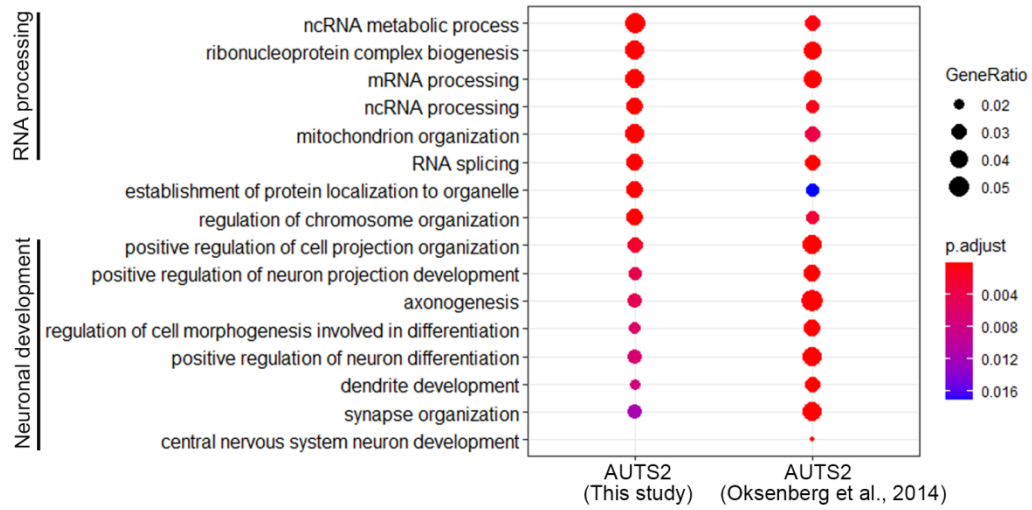 RNA processing
ncRNA metabolic process
ribonucleoprotein complex biogenesis
mRNA processing
ncRNA processing
mitochondrion organization
RNA splicing
establishment of protein localization to organelle
regulation of chromosome organization
Neuronal development
positive regulation of cell projection organization
positive regulation of neuron projection development
axonogenesis
regulation of cell morphogenesis involved in differentiation
positive regulation of neuron differentiation
dendrite development
synapse organization
central nervous system neuron development
AUTS2
(This study)
AUTS2
(Oksenberg et al., 2014)
GeneRatio
0.02
0.03
0.04
0.05
p.adjust
0.004
0.008
0.012
0.016